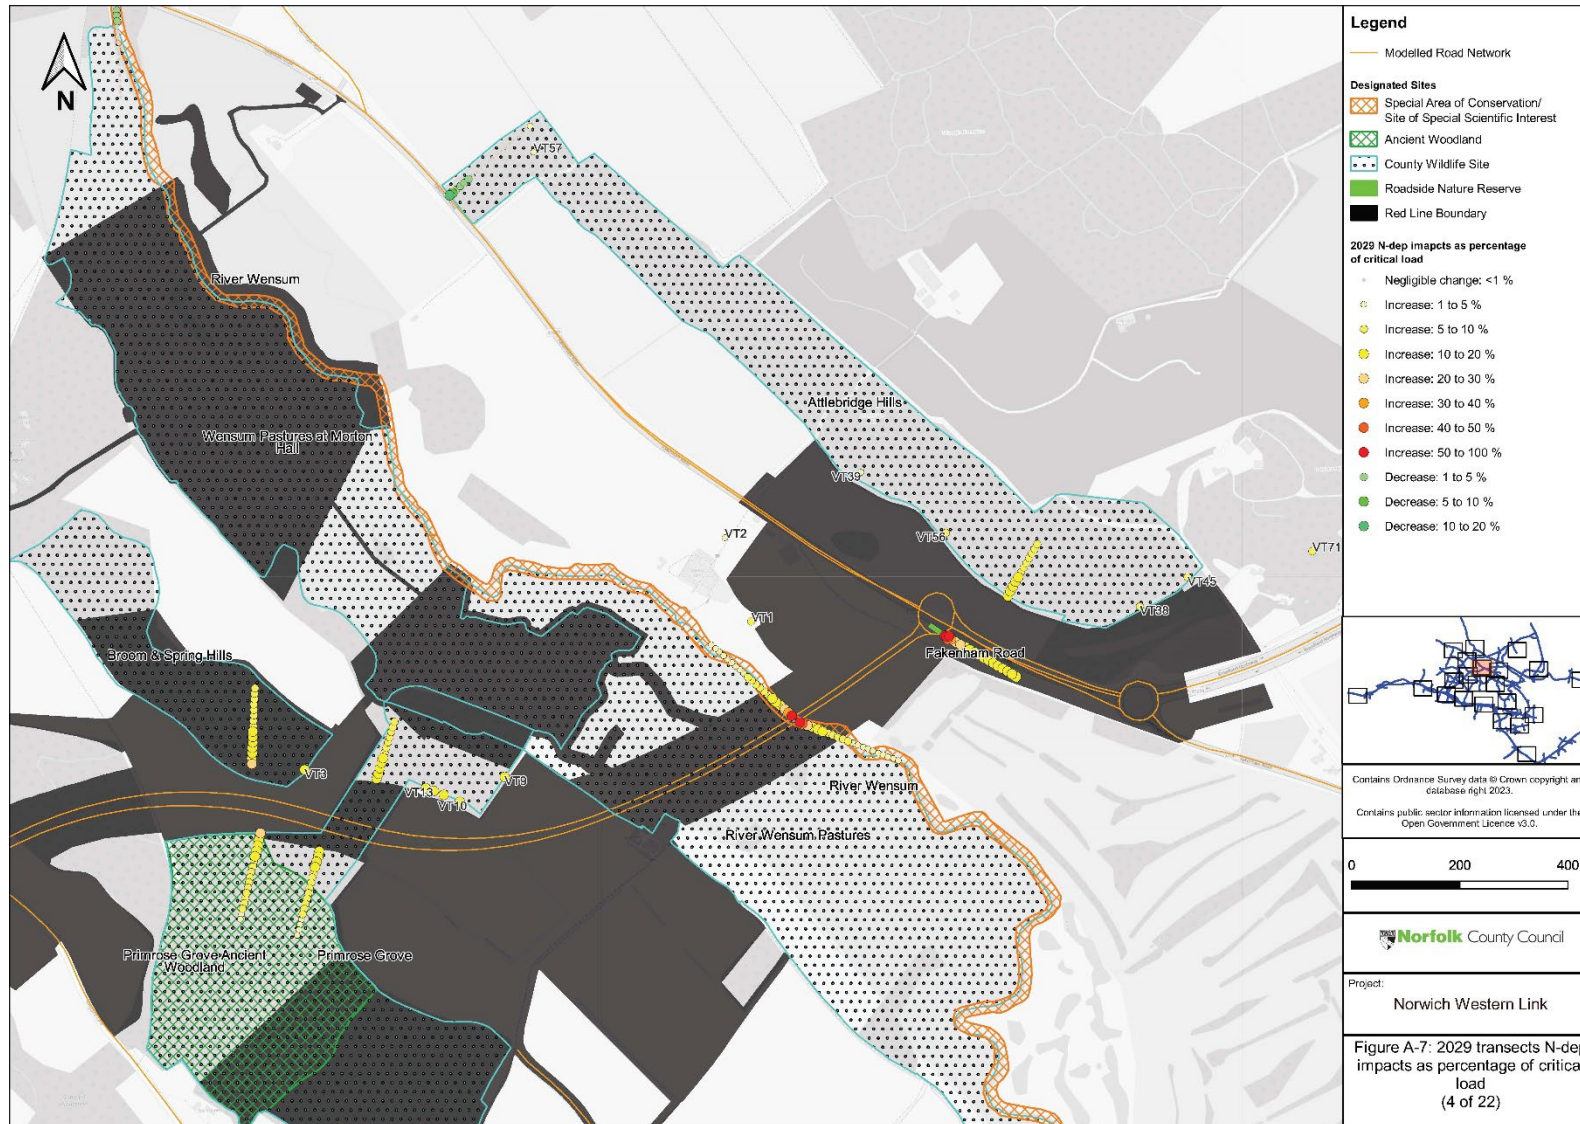 N
River Wensum
Wensum Pastures at Morton
Hall
Broom & Spring Hills
Primrose Grove Ancient
Woodland
Primrose Grove
VT57
Attlebridge Hills
VT39
VT2
VT56
VT71
VT45
VT38
VT1
Fakenham Road
VT3
VT9
VT13
VT10
River Wensum
River Wensum Pastures
Legend
Modelled Road Network
Designated Sites
Special Area of Conservation/
Site of Special Scientific Interest
Ancient Woodland
County Wildlife Site
Roadside Nature Reserve
Red Line Boundary
2029 N-dep imapcts as percentage
of critical load
Negligible change: <1 %
Increase: 1 to 5 %
Increase: 5 to 10 %
Increase: 10 to 20 %
Increase: 20 to 30 %
Increase: 30 to 40 %
Increase: 40 to 50 %
Increase: 50 to 100 %
Decrease: 1 to 5 %
Decrease: 5 to 10 %
Decrease: 10 to 20 %
Contains Ordnance Survey data © Crown copyright an
database right 2023.
Contains public sector information licensed under the
Open Government Licence v3.0.
0 200 400
Norfolk County Council
Project:
Norwich Western Link
Figure A-7: 2029 transects N-dep
impacts as percentage of critica
load
(4 of 22)